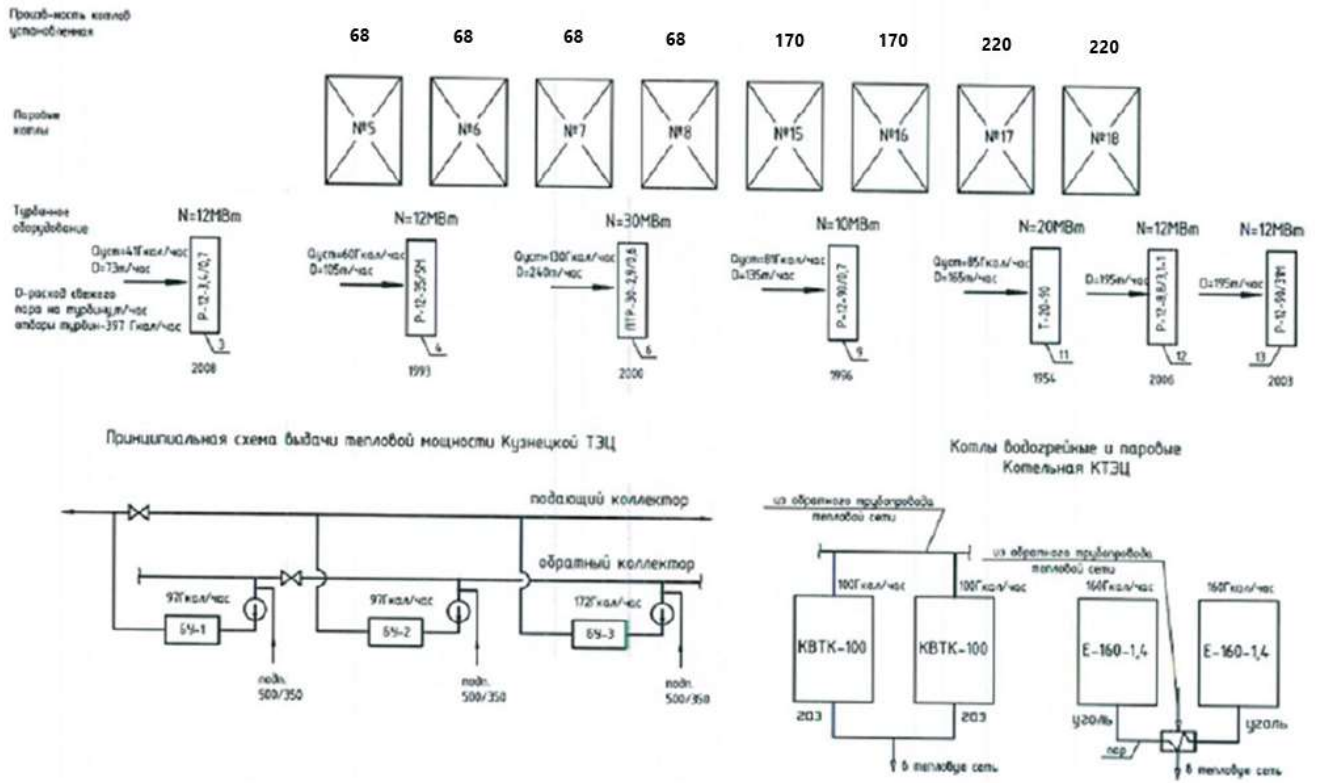 Произв-ность котлов
установленная
68 68 68 68 170 170 220 220
Паровые
котлы
№5 №6 №7 №8 №15 №16 №17 №18
Турбинное
оборудование
N=12МВт N=12МВт N=30МВт N=10МВт N=20МВт N=12МВт N=12МВт
Qуст=41Гкал/час
D=73т/час
Р-12-3,4/0,7
3
2008
Qуст=60Гкал/час
D=105т/час
Р-12-35/5М
4
1993
Qуст=130Гкал/час
D=240т/час
ПТР-30-2,9/0,6
6
2000
Qуст=81Гкал/час
D=135т/час
Р-12-90/0,7
9
1996
Qуст=85Гкал/час
D=165т/час
Т-20-90
11
1954
D=195т/час
Р-12-8,8/3,1-1
12
2006
D=195т/час
Р-12-90/31М
13
2003
D-расход свежего
пара на турбину,т/час
отборы турбин-397 Гкал/час
Принципиальная схема выдачи тепловой мощности Кузнецкой ТЭЦ
подающий коллектор
обратный коллектор
97Гкал/час 97Гкал/час 172Гкал/час
БУ-1 БУ-2 БУ-3
подп. подп. подп.
500/350 500/350 500/350
Котлы водогрейные и паровые
Котельная КТЭЦ
из обратного трубопровода
тепловой сети
из обратного трубопровода
тепловой сети
100Гкал/час 100Гкал/час 160Гкал/час 160Гкал/час
КВТК-100 КВТК-100 Е-160-1,4 Е-160-1,4
газ газ уголь уголь
пар
в тепловую сеть в тепловую сеть